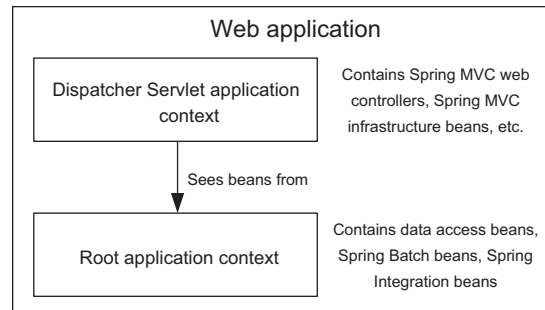 Web application
Dispatcher Servlet application
context
Contains Spring MVC web
controllers, Spring MVC
infrastructure beans, etc.
Sees beans from
Root application context
Contains data access beans,
Spring Batch beans, Spring
Integration beans